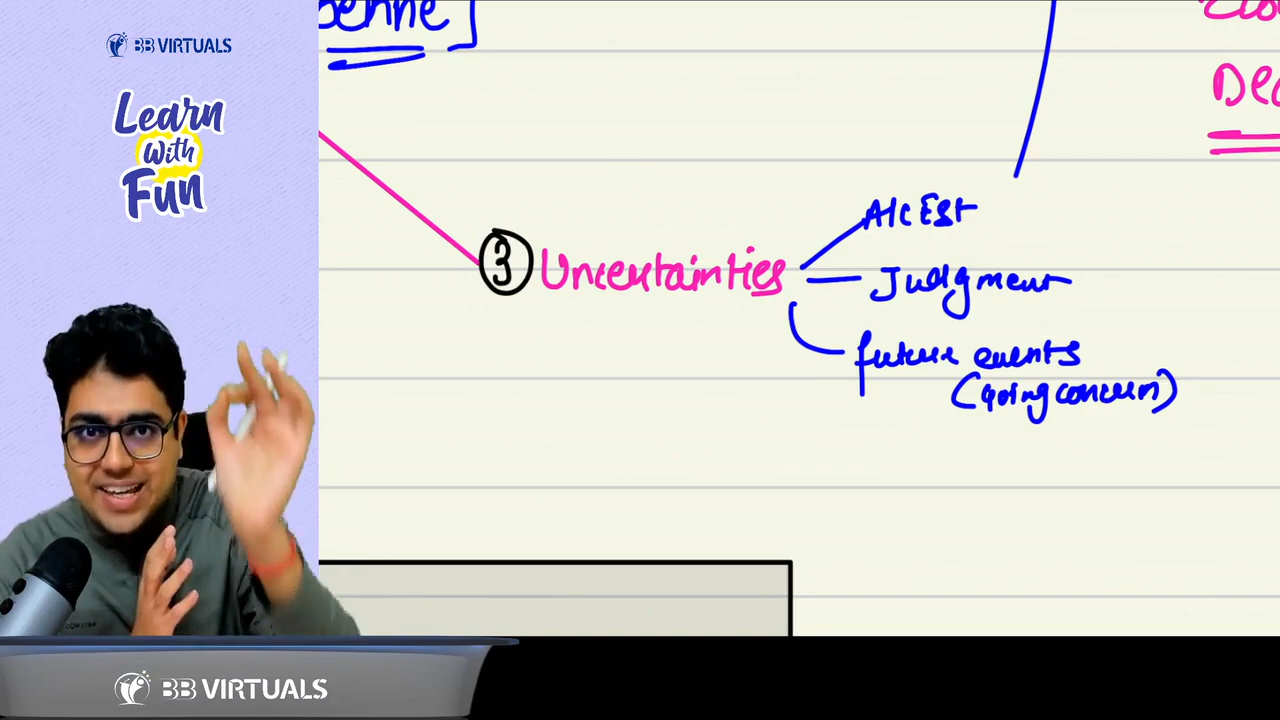 BB VIRTUALS
Learn
With
Fun
③ Uncertainties
A/c Est
Judgment
future events
(going concern)
BB VIRTUALS